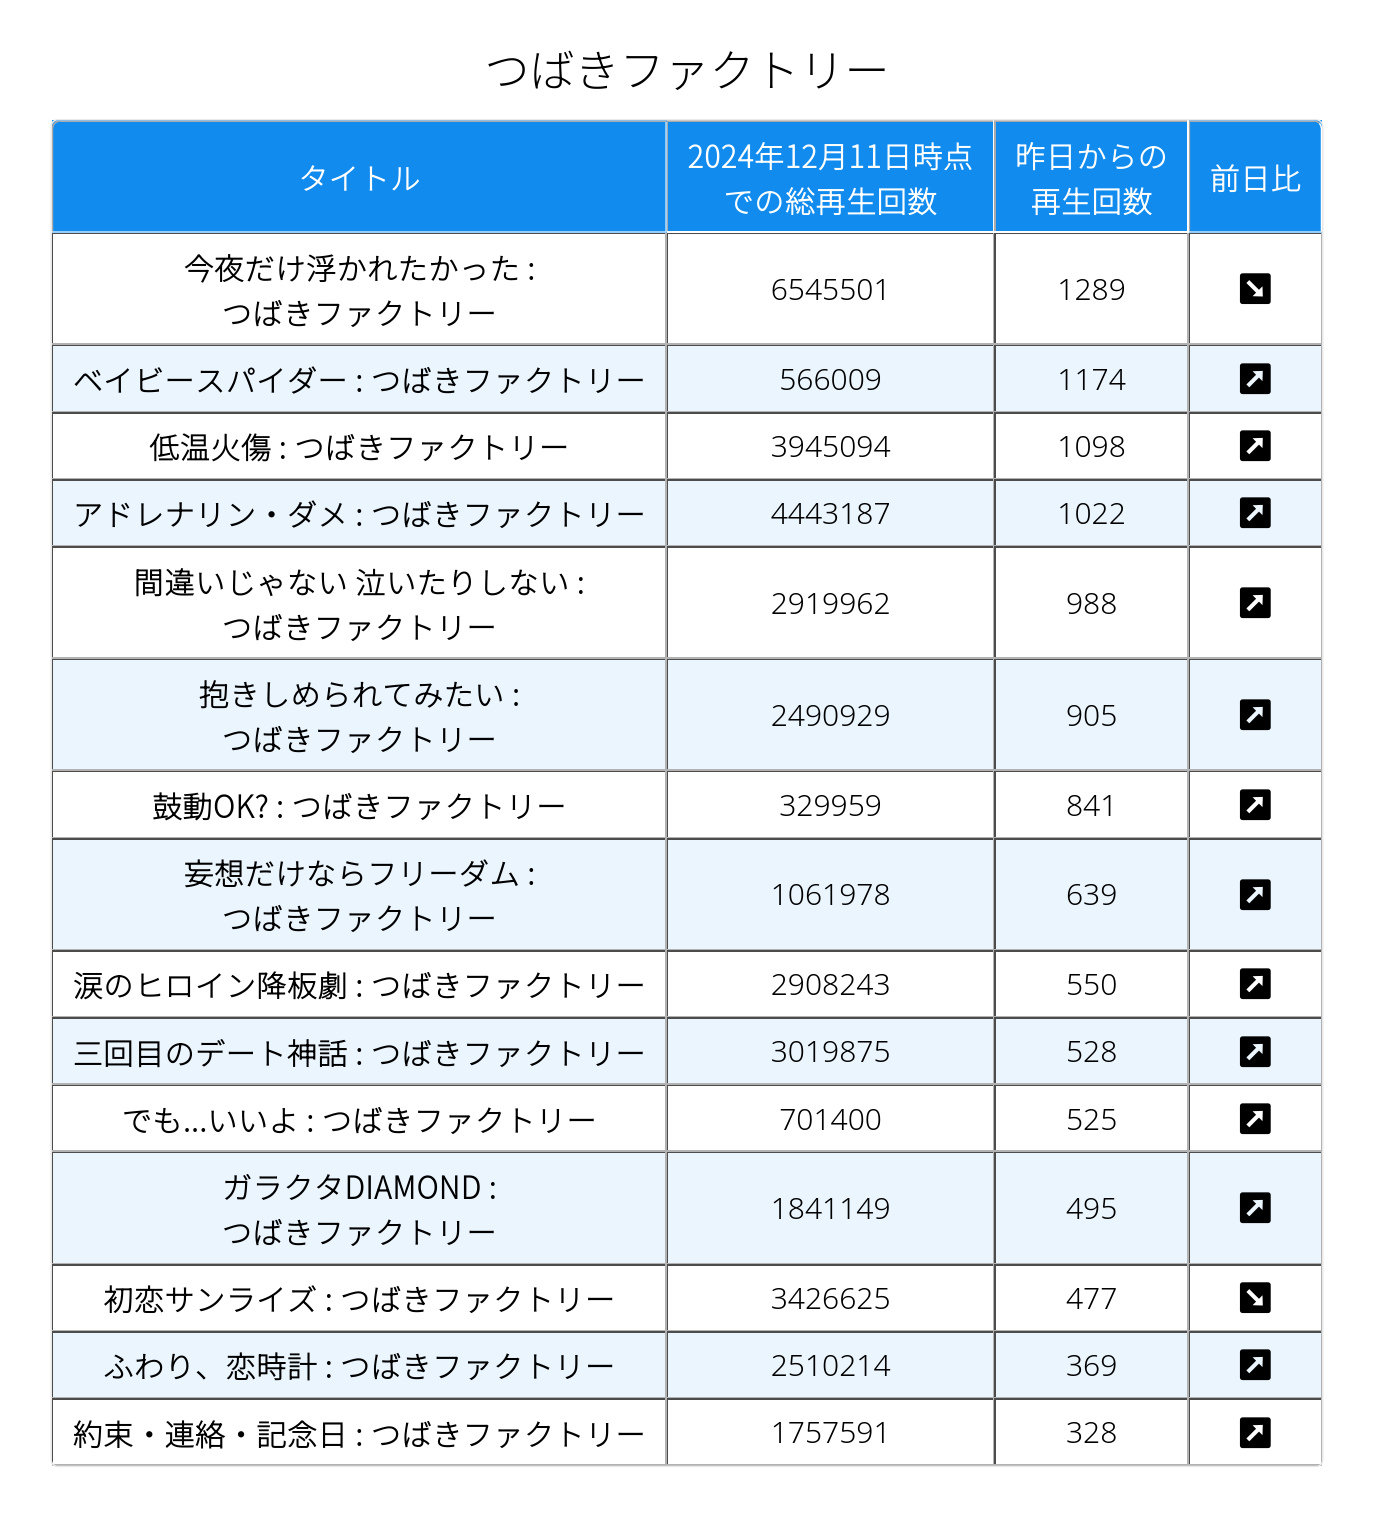 つばきファクトリー
タイトル
2024年12月11日時点
での総再生回数
昨日からの
再生回数
前日比
今夜だけ浮かれたかった :
つばきファクトリー
6545501
1289
ベイビースパイダー : つばきファクトリー
566009
1174
低温火傷 : つばきファクトリー
3945094
1098
アドレナリン・ダメ : つばきファクトリー
4443187
1022
間違いじゃない 泣いたりしない :
つばきファクトリー
2919962
988
抱きしめられてみたい :
つばきファクトリー
2490929
905
鼓動OK? : つばきファクトリー
329959
841
妄想だけならフリーダム :
つばきファクトリー
1061978
639
涙のヒロイン降板劇 : つばきファクトリー
2908243
550
三回目のデート神話 : つばきファクトリー
3019875
528
でも...いいよ : つばきファクトリー
701400
525
ガラクタDIAMOND :
つばきファクトリー
1841149
495
初恋サンライズ : つばきファクトリー
3426625
477
ふわり、恋時計 : つばきファクトリー
2510214
369
約束・連絡・記念日 : つばきファクトリー
1757591
328